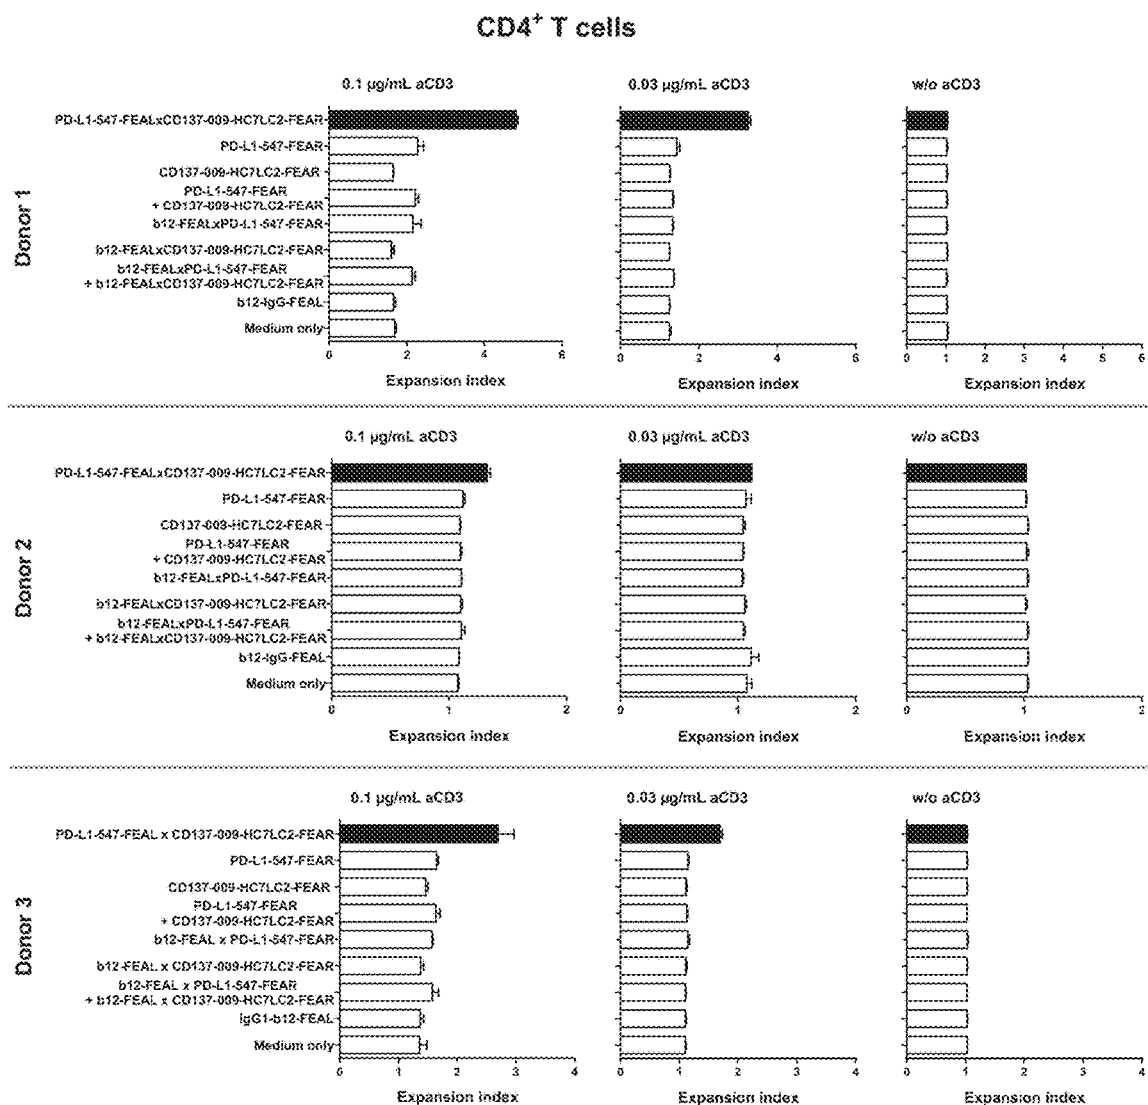 CD4+ T cells
Donor 1
0.1 µg/mL aCD3
0.03 µg/mL aCD3
w/o aCD3
PD-L1-547-FEALxCD137-009-HC7LC2-FEAR
PD-L1-547-FEAR
CD137-009-HC7LC2-FEAR
PD-L1-547-FEAR
+ CD137-009-HC7LC2-FEAR
b12-FEALxPD-L1-547-FEAR
b12-FEALxCD137-009-HC7LC2-FEAR
b12-FEALxPD-L1-547-FEAR
+ b12-FEALxCD137-009-HC7LC2-FEAR
b12-IgG-FEAL
Medium only
0 2 4 6
0 1 2 3 4 5 6
0 1 2 3 4 5 6
Expansion index
Expansion index
Expansion index
Donor 2
0.1 µg/mL aCD3
0.03 µg/mL aCD3
w/o aCD3
PD-L1-547-FEALxCD137-009-HC7LC2-FEAR
PD-L1-547-FEAR
CD137-009-HC7LC2-FEAR
PD-L1-547-FEAR
+ CD137-009-HC7LC2-FEAR
b12-FEALxPD-L1-547-FEAR
b12-FEALxCD137-009-HC7LC2-FEAR
b12-FEALxPD-L1-547-FEAR
+ b12-FEALxCD137-009-HC7LC2-FEAR
b12-IgG-FEAL
Medium only
0 1 2
0 1 2
0 1 2
Expansion index
Expansion index
Expansion index
Donor 3
0.1 µg/mL aCD3
0.03 µg/mL aCD3
w/o aCD3
PD-L1-547-FEAL x CD137-009-HC7LC2-FEAR
PD-L1-547-FEAR
CD137-009-HC7LC2-FEAR
PD-L1-547-FEAR
+ CD137-009-HC7LC2-FEAR
b12-FEAL x PD-L1-547-FEAR
b12-FEAL x CD137-009-HC7LC2-FEAR
b12-FEAL x PD-L1-547-FEAR
+ b12-FEAL x CD137-009-HC7LC2-FEAR
IgG1-b12-FEAL
Medium only
0 1 2 3 4
0 1 2 3 4
0 1 2 3 4
Expansion index
Expansion index
Expansion index